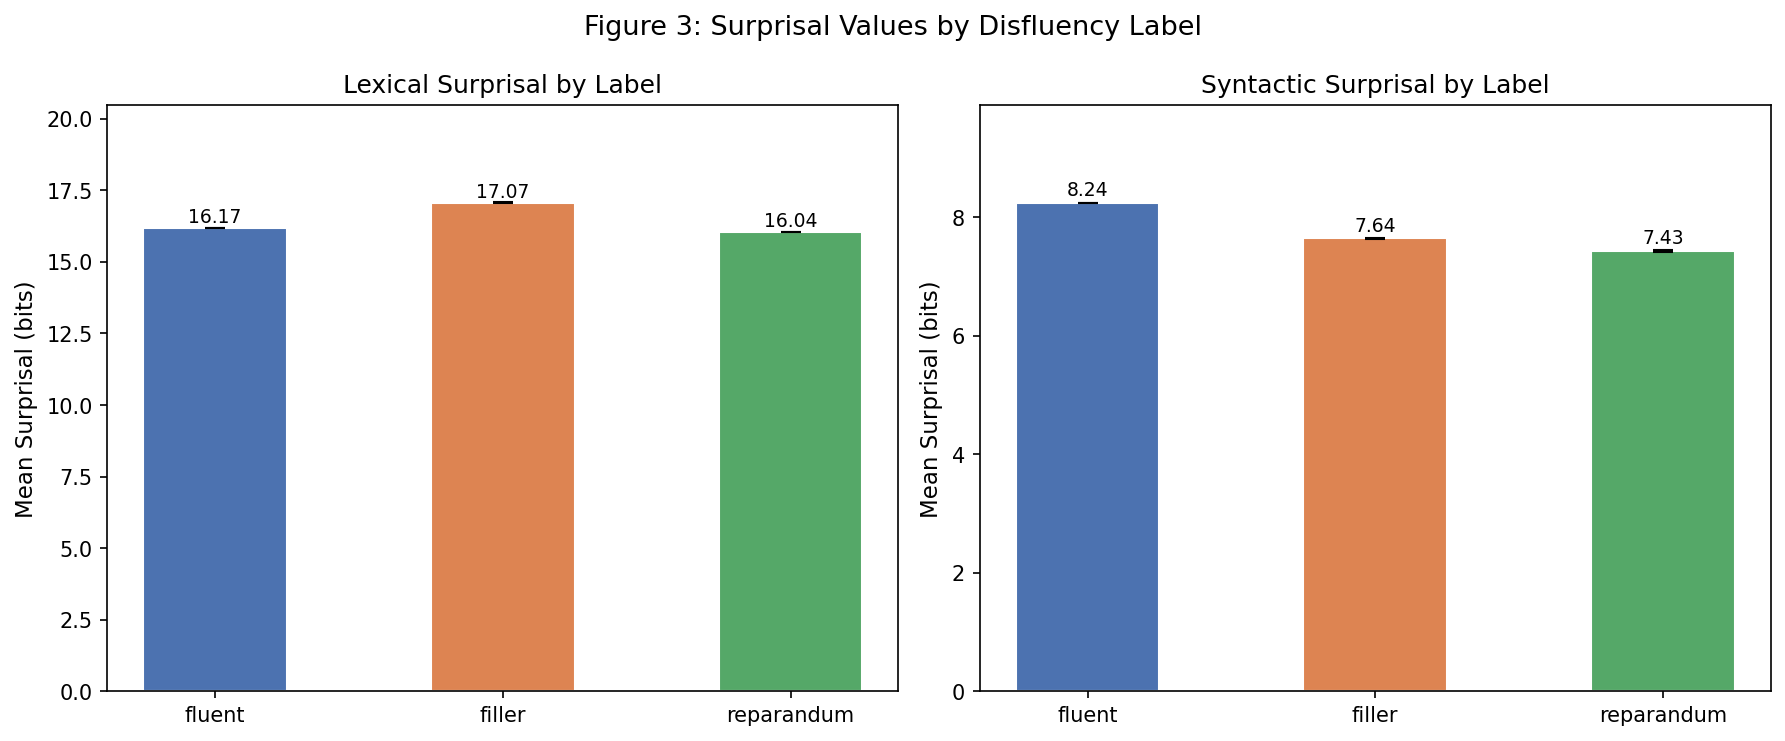 Figure 3: Surprisal Values by Disfluency Label
Lexical Surprisal by Label
Mean Surprisal (bits)
20.0
17.5
15.0
12.5
10.0
7.5
5.0
2.5
0.0
16.17
17.07
16.04
fluent
filler
reparandum
Syntactic Surprisal by Label
Mean Surprisal (bits)
8
6
4
2
0
8.24
7.64
7.43
fluent
filler
reparandum